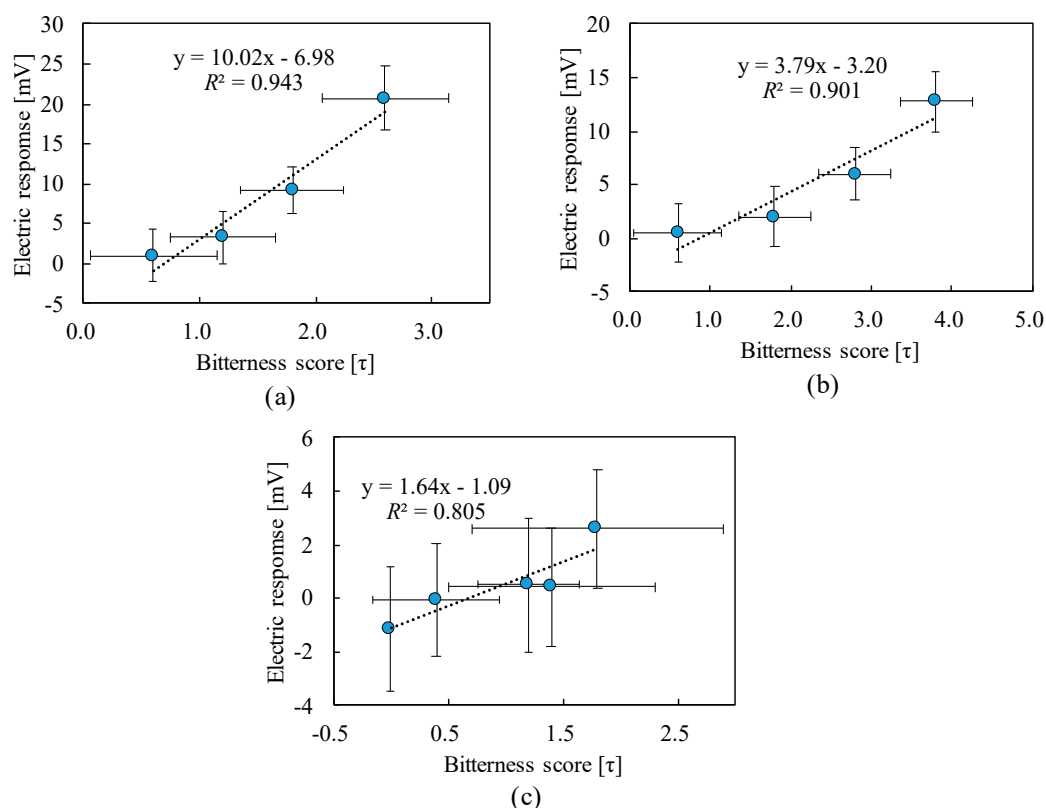 30
25
20
15
10
5
0
-5
Electric respomse [mV]
y = 10.02x - 6.98
R² = 0.943
0.0 1.0 2.0 3.0
Bitterness score [τ]
(a)
20
15
10
5
0
-5
Electric respomse [mV]
y = 3.79x - 3.20
R² = 0.901
0.0 1.0 2.0 3.0 4.0 5.0
Bitterness score [τ]
(b)
6
4
2
0
-2
-4
Electric respomse [mV]
y = 1.64x - 1.09
R² = 0.805
-0.5 0.5 1.5 2.5
Bitterness score [τ]
(c)